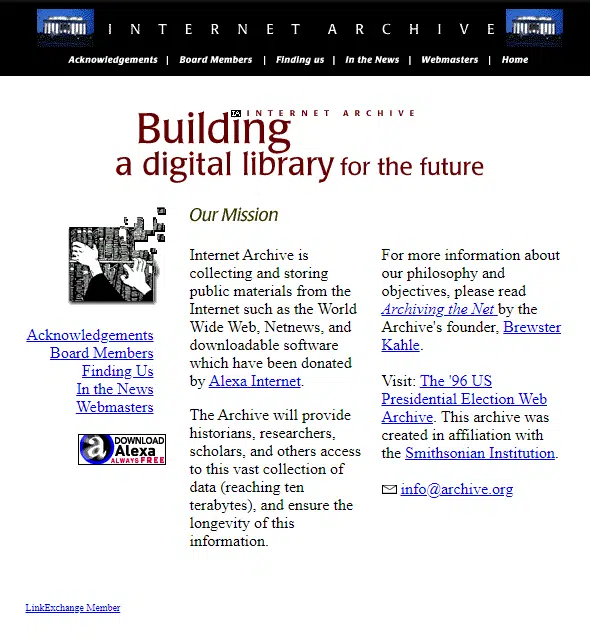 INTERNET ARCHIVE
Acknowledgements | Board Members | Finding us | In the News | Webmasters | Home
IA INTERNET ARCHIVE
Building
a digital library for the future
Our Mission
Internet Archive is
collecting and storing
public materials from the
Internet such as the World
Wide Web, Netnews, and
downloadable software
which have been donated
by Alexa Internet.
The Archive will provide
historians, researchers,
scholars, and others access
to this vast collection of
data (reaching ten
terabytes), and ensure the
longevity of this
information.
For more information about
our philosophy and
objectives, please read
Archiving the Net by the
Archive's founder, Brewster
Kahle.
Visit: The '96 US
Presidential Election Web
Archive. This archive was
created in affiliation with
the Smithsonian Institution.
info@archive.org
Acknowledgements
Board Members
Finding Us
In the News
Webmasters
a DOWNLOAD
Alexa
ALWAYS FREE
LinkExchange Member